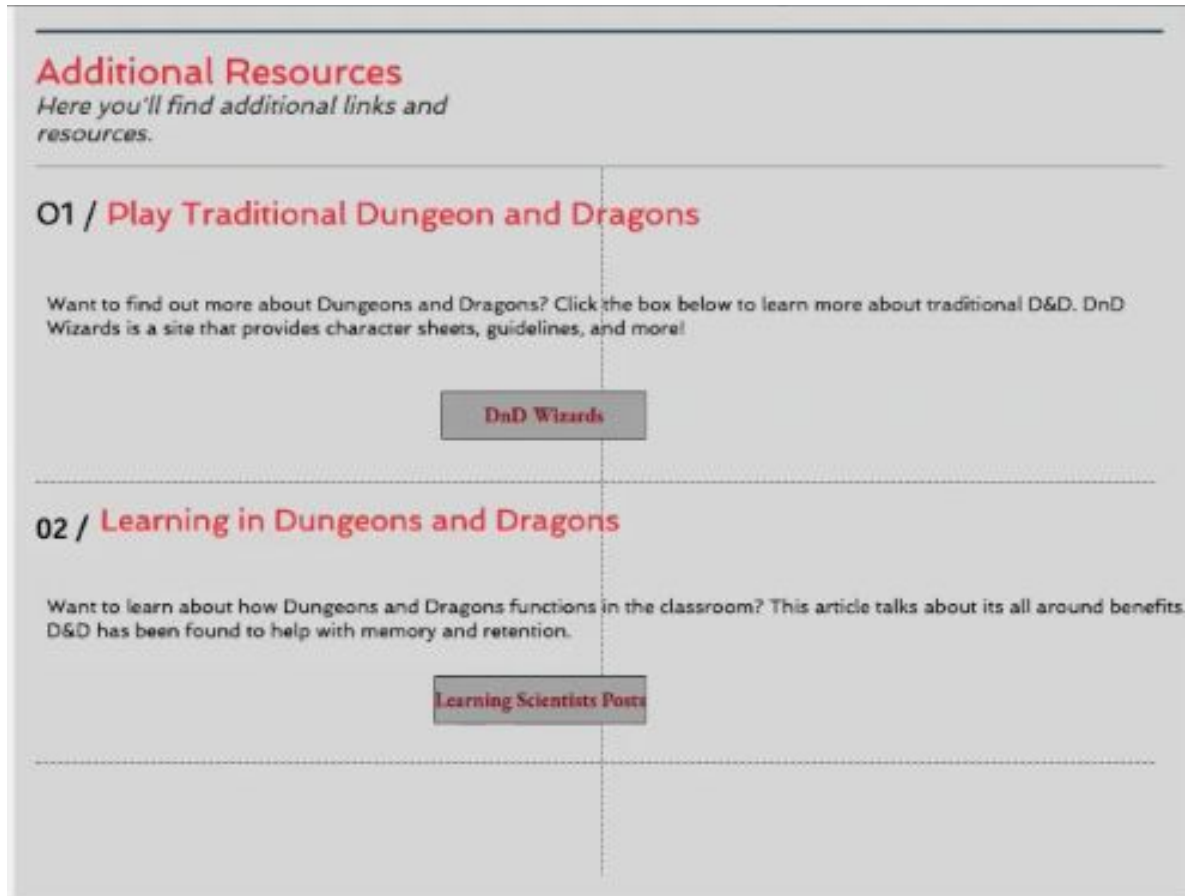 Additional Resources
Here you'll find additional links and
resources.
01 / Play Traditional Dungeon and Dragons
Want to find out more about Dungeons and Dragons? Click the box below to learn more about traditional D&D. DnD
Wizards is a site that provides character sheets, guidelines, and more!
DnD Wizards
02 / Learning in Dungeons and Dragons
Want to learn about how Dungeons and Dragons functions in the classroom? This article talks about its all around benefits.
D&D has been found to help with memory and retention.
Learning Scientists Posts